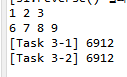 1 2 3
6 7 8 9
[Task 3-1] 6912
[Task 3-2] 6912